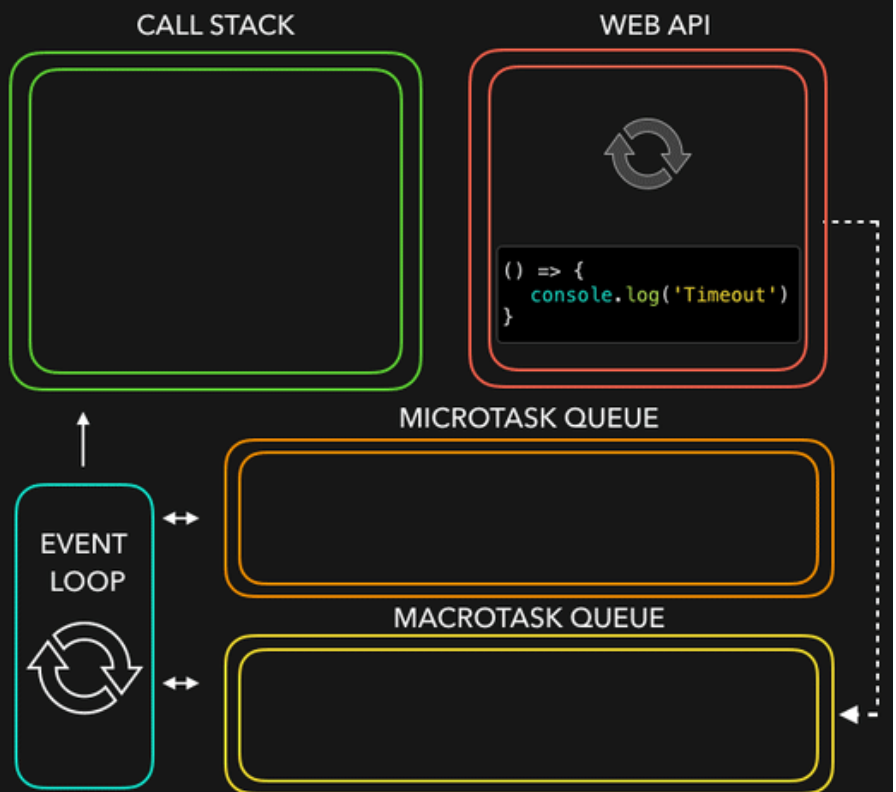 CALL STACK
WEB API
() => {
console.log('Timeout')
}
MICROTASK QUEUE
EVENT
LOOP
MACROTASK QUEUE